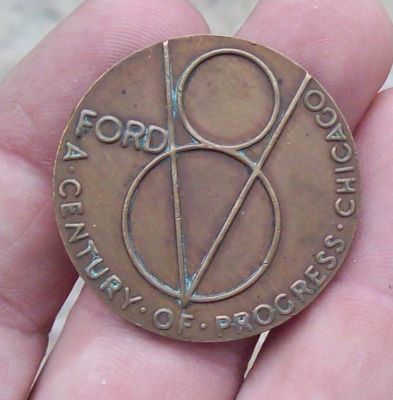 FORD
V8
A · CENTURY · OF · PROGRESS · CHICAGO